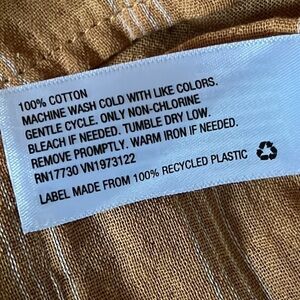 100% COTTON
MACHINE WASH COLD WITH LIKE COLORS.
GENTLE CYCLE. ONLY NON-CHLORINE
BLEACH IF NEEDED. TUMBLE DRY LOW.
REMOVE PROMPTLY. WARM IRON IF NEEDED.
RN17730 VN1973122
LABEL MADE FROM 100% RECYCLED PLASTIC